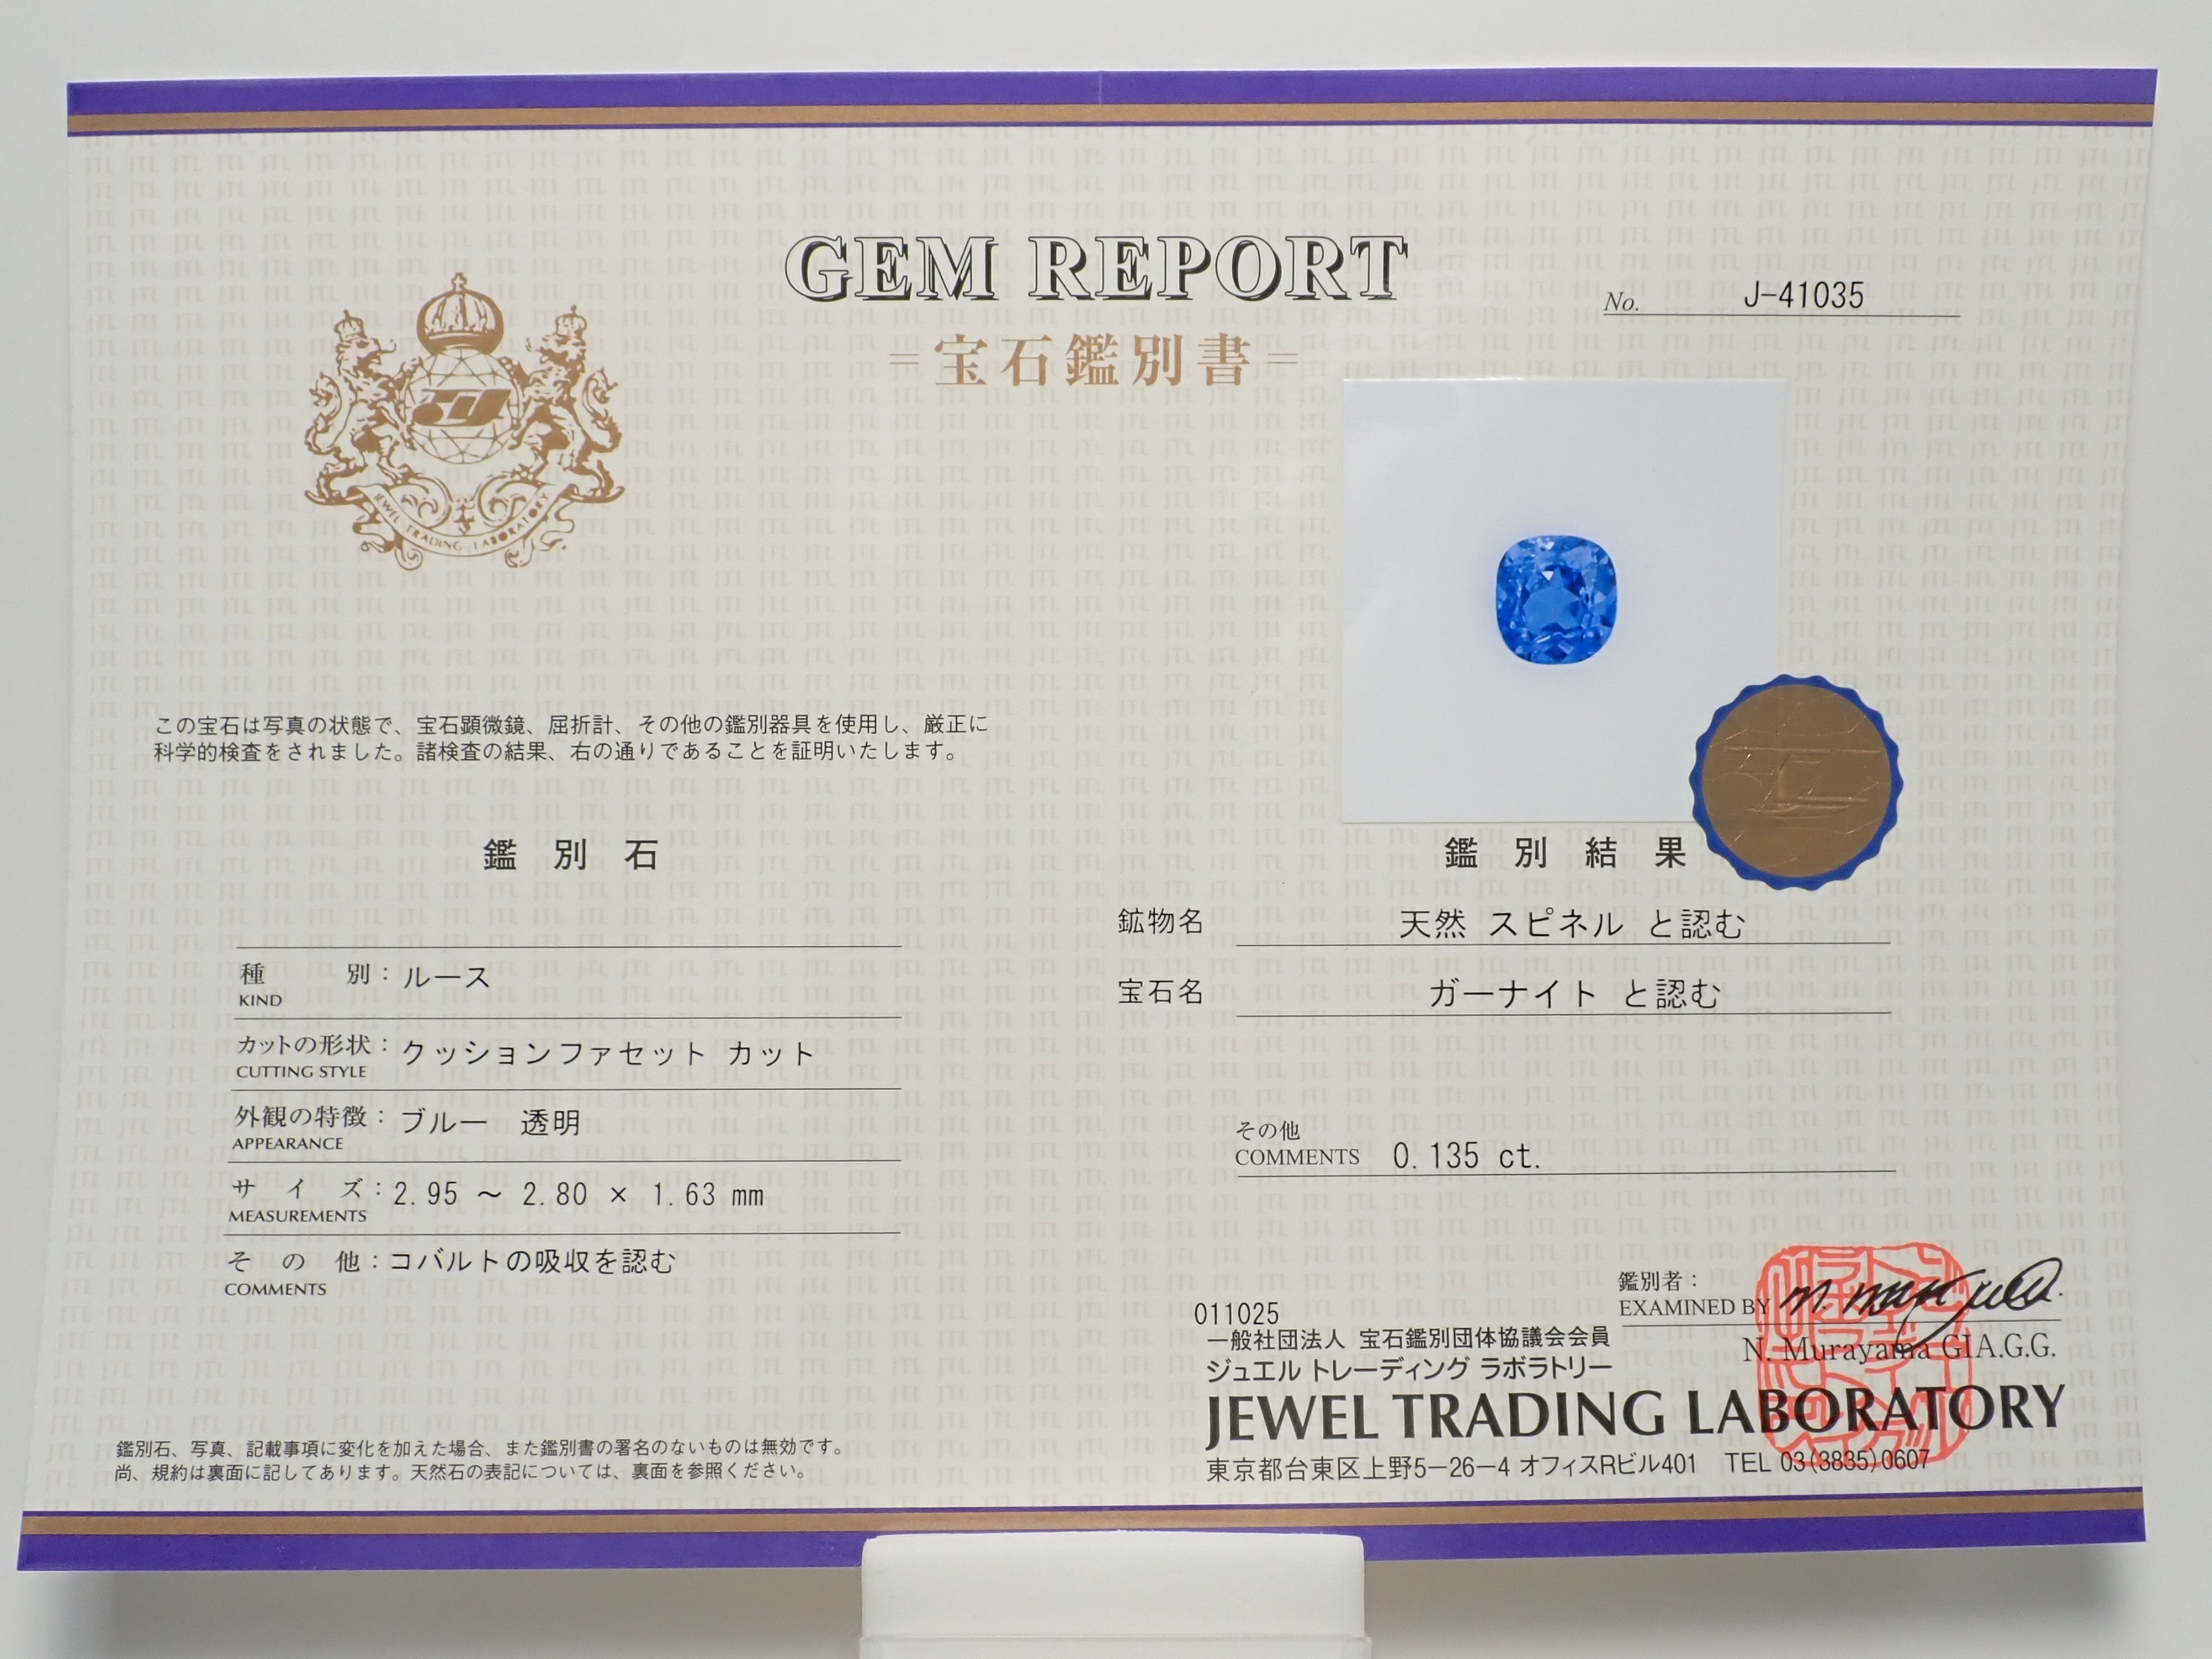 GEM REPORT
No. J-41035
=宝石鑑別書=
JEWEL TRADING LABORATORY
この宝石は写真の状態で、宝石顕微鏡、屈折計、その他の鑑別器具を使用し、厳正に
科学的検査をされました。諸検査の結果、右の通りであることを証明いたします。
鑑別石
種別：ルース
KIND
カットの形状：クッションファセット カット
CUTTING STYLE
外観の特徴：ブルー 透明
APPEARANCE
サイズ：2.95 ～ 2.80 × 1.63 mm
MEASUREMENTS
その他：コバルトの吸収を認む
COMMENTS
鑑別石、写真、記載事項に変化を加えた場合、また鑑別書の署名のないものは無効です。
尚、規約は裏面に記してあります。天然石の表記については、裏面を参照ください。
鑑別結果
鉱物名 天然 スピネル と認む
宝石名 ガーナイト と認む
その他
COMMENTS 0.135 ct.
鑑別者：
EXAMINED BY
N. Murayama GIA.G.G.
011025
一般社団法人 宝石鑑別団体協議会会員
ジュエル トレーディング ラボラトリー
JEWEL TRADING LABORATORY
東京都台東区上野5−26−4 オフィスRビル401 TEL 03(3835)0607